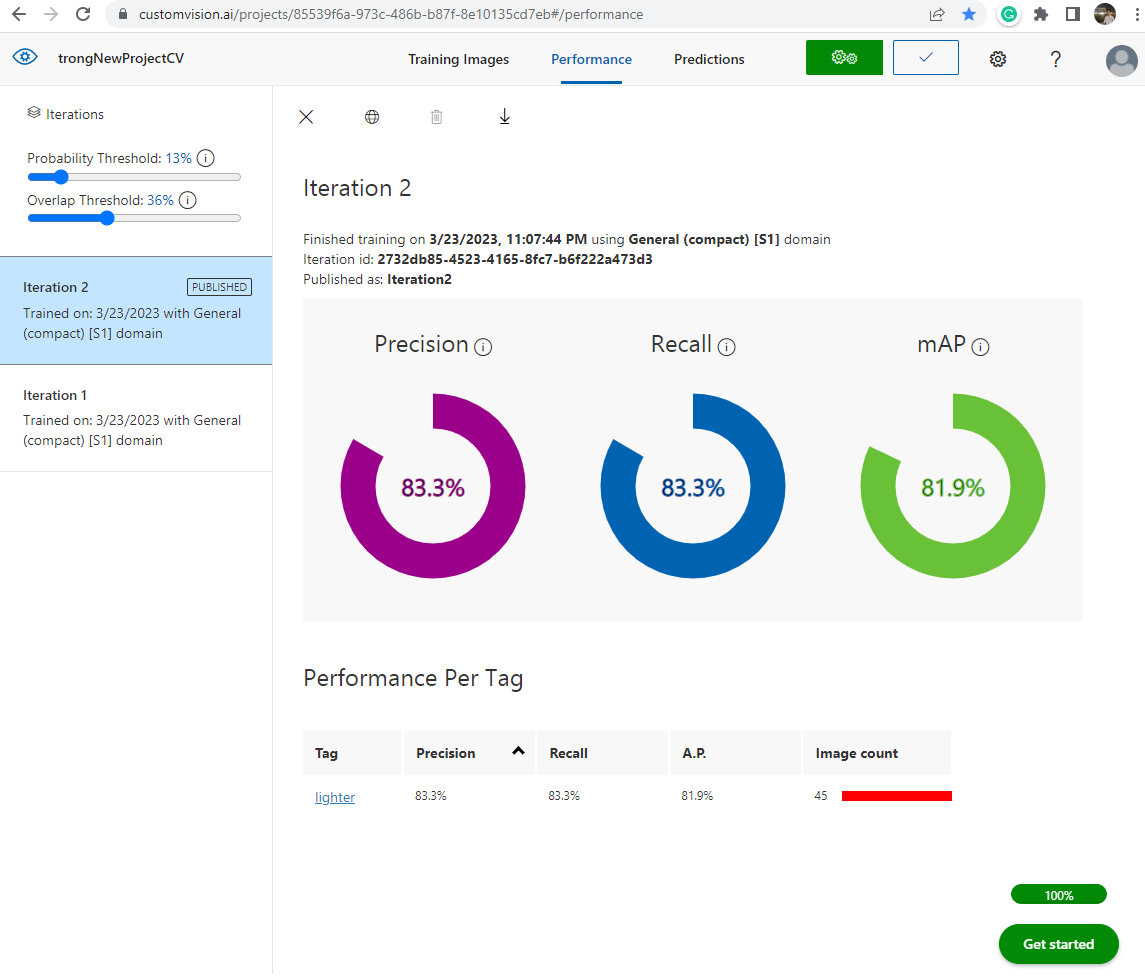 customvision.ai/projects/85539f6a-973c-486b-b87f-8e10135cd7eb#/performance
trongNewProjectCV
Training Images
Performance
Predictions
?
Iterations
Probability Threshold: 13%
Overlap Threshold: 36%
Iteration 2
PUBLISHED
Trained on: 3/23/2023 with General
(compact) [S1] domain
Iteration 1
Trained on: 3/23/2023 with General
(compact) [S1] domain
Iteration 2
Finished training on 3/23/2023, 11:07:44 PM using General (compact) [S1] domain
Iteration id: 2732db85-4523-4165-8fc7-b6f222a473d3
Published as: Iteration2
Precision
Recall
mAP
83.3%
83.3%
81.9%
Performance Per Tag
Tag Precision Recall A.P. Image count
lighter 83.3% 83.3% 81.9% 45
100%
Get started